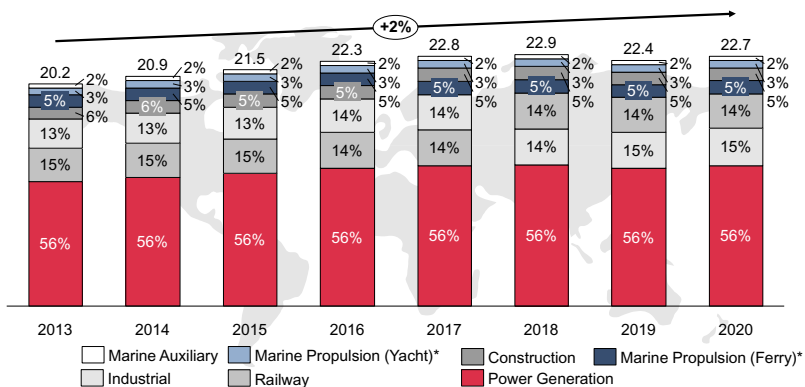 +2%
20.2 20.9 21.5 22.3 22.8 22.9 22.4 22.7
2% 2% 2% 2% 2% 2% 2% 2%
5% 3% 6% 3% 5% 3% 5% 3% 5% 3% 5% 3% 5% 3% 5% 3%
6% 5% 5% 5% 5% 5% 5% 5%
13% 13% 13% 14% 14% 14% 14% 14%
15% 15% 15% 14% 14% 14% 15% 15%
56% 56% 56% 56% 56% 56% 56% 56%
2013 2014 2015 2016 2017 2018 2019 2020
Marine Auxiliary Marine Propulsion (Yacht)* Construction Marine Propulsion (Ferry)*
Industrial Railway Power Generation